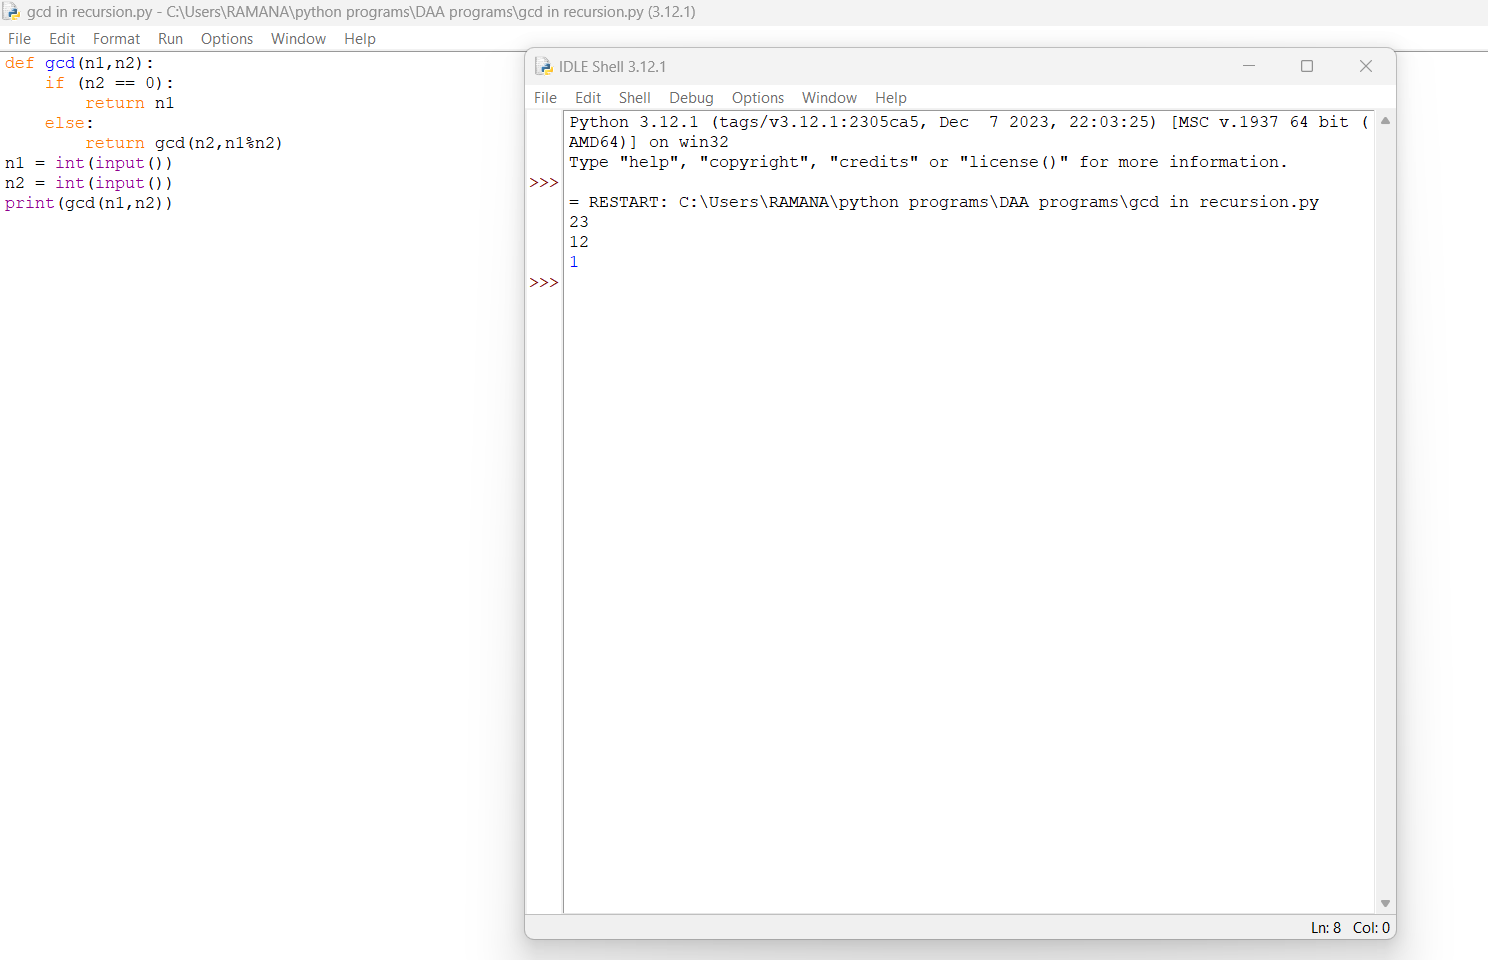 gcd in recursion.py - C:\Users\RAMANA\python programs\DAA programs\gcd in recursion.py (3.12.1)
File Edit Format Run Options Window Help
def gcd(n1,n2):
    if (n2 == 0):
        return n1
    else:
        return gcd(n2,n1%n2)
n1 = int(input())
n2 = int(input())
print(gcd(n1,n2))
IDLE Shell 3.12.1
File Edit Shell Debug Options Window Help
Python 3.12.1 (tags/v3.12.1:2305ca5, Dec  7 2023, 22:03:25) [MSC v.1937 64 bit (
AMD64)] on win32
Type "help", "copyright", "credits" or "license()" for more information.
>>>
= RESTART: C:\Users\RAMANA\python programs\DAA programs\gcd in recursion.py
23
12
1
>>>
Ln: 8 Col: 0